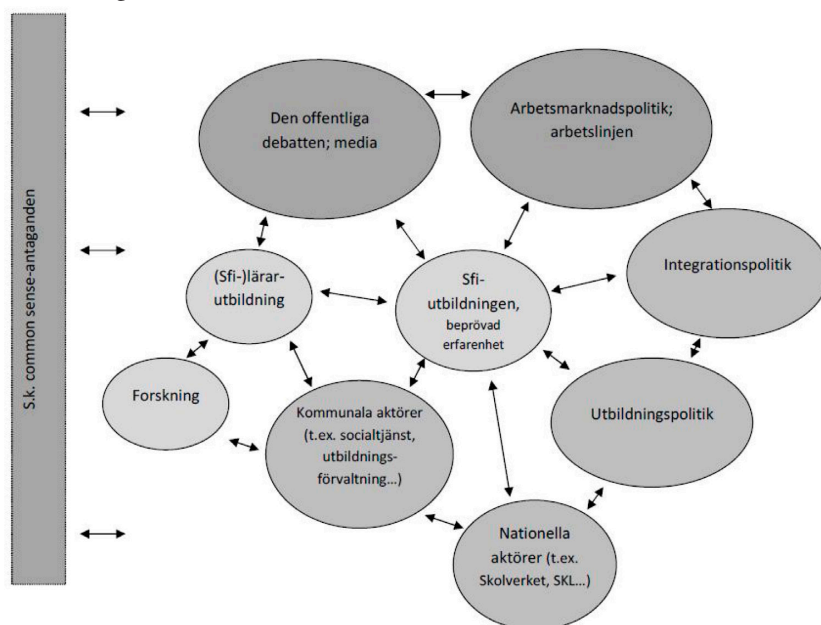 S.k. common sense-antaganden
Den offentliga
debatten; media
Arbetsmarknadspolitik;
arbetslinjen
(Sfi-)lärar-
utbildning
Sfi-
utbildningen,
beprövad
erfarenhet
Integrationspolitik
Forskning
Kommunala aktörer
(t.ex. socialtjänst,
utbildnings-
förvaltning…)
Utbildningspolitik
Nationella
aktörer (t.ex.
Skolverket, SKL…)